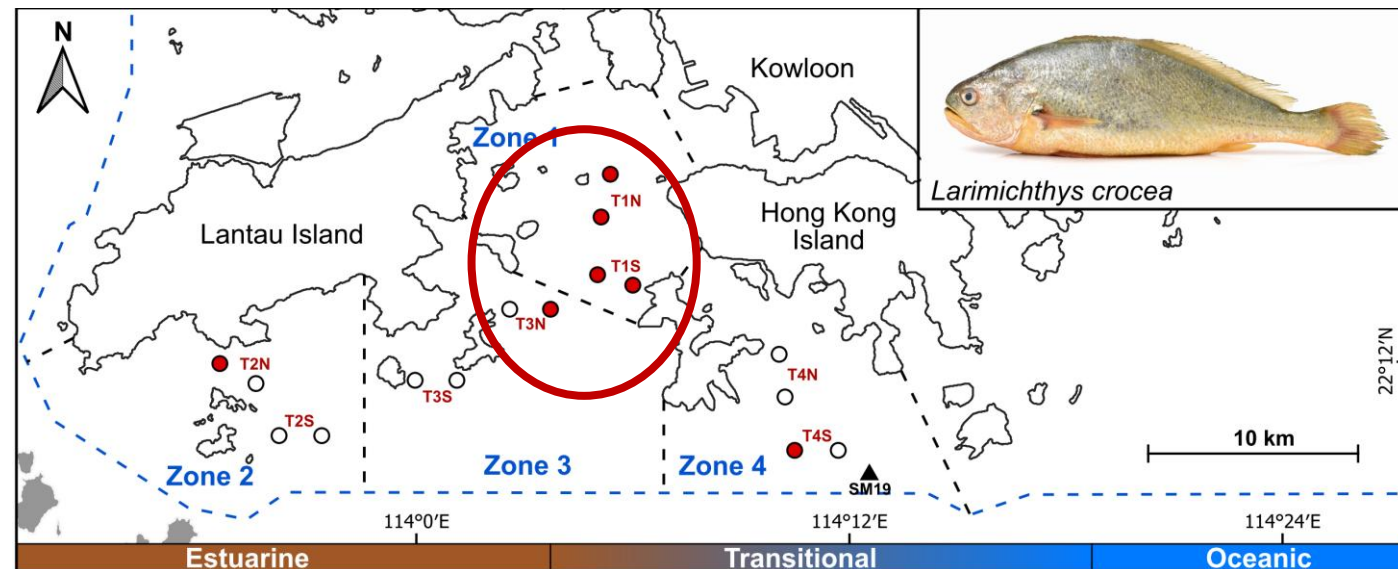 N
Kowloon
Zone 1
Larimichthys crocea
T1N
Lantau Island
Hong Kong
Island
T1S
T3N
T2N
T4N
T3S
T2S
T4S
10 km
Zone 2
Zone 3
Zone 4
SM19
22°12'N
114°0'E
114°12'E
114°24'E
Estuarine
Transitional
Oceanic